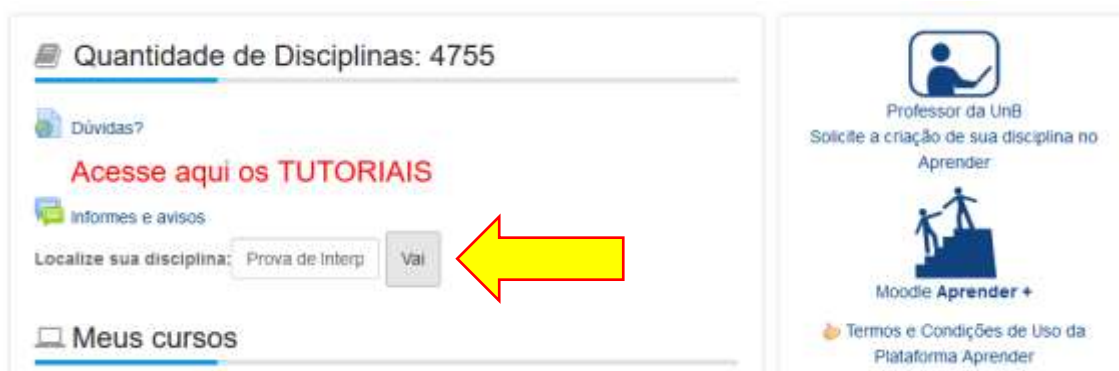 Quantidade de Disciplinas: 4755
Dúvidas?
Acesse aqui os TUTORIAIS
Informes e avisos
Localize sua disciplina: Prova de Interp Vai
Meus cursos
Professor da UnB
Solicite a criação de sua disciplina no
Aprender
Moodle Aprender +
Termos e Condições de Uso da
Plataforma Aprender